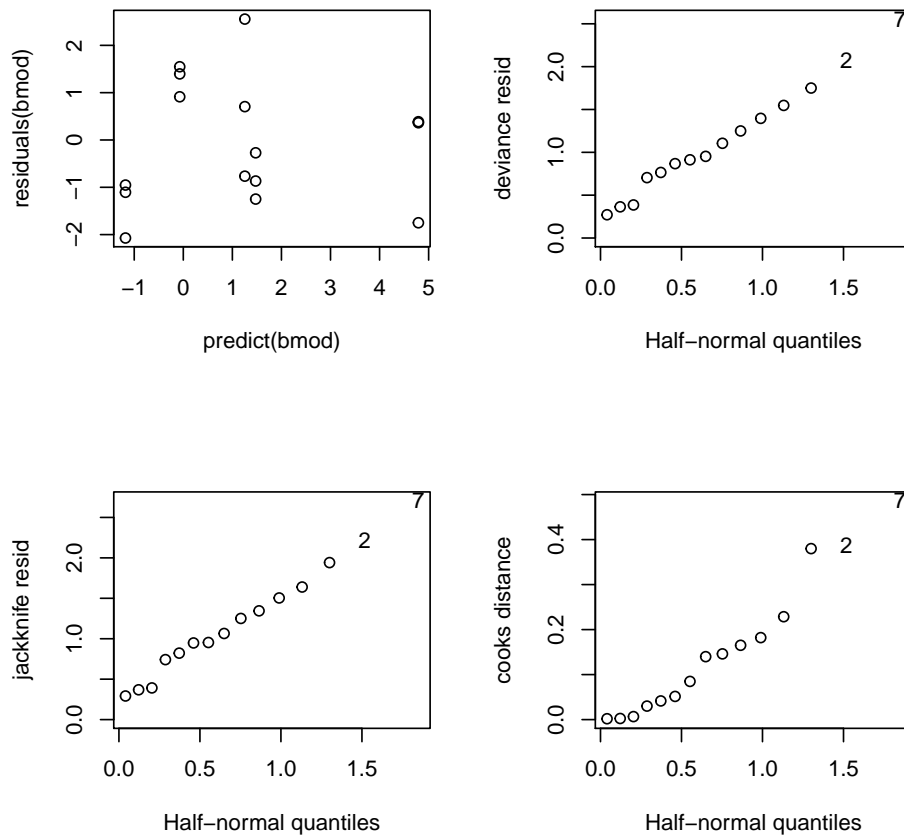 residuals(bmod)
2
1
0
−1
−2
−1 0 1 2 3 4 5
predict(bmod)
deviance resid
2.0
1.0
0.0
7
2
0.0 0.5 1.0 1.5
Half−normal quantiles
jackknife resid
2.0
1.0
0.0
7
2
0.0 0.5 1.0 1.5
Half−normal quantiles
cooks distance
0.4
0.2
0.0
7
2
0.0 0.5 1.0 1.5
Half−normal quantiles